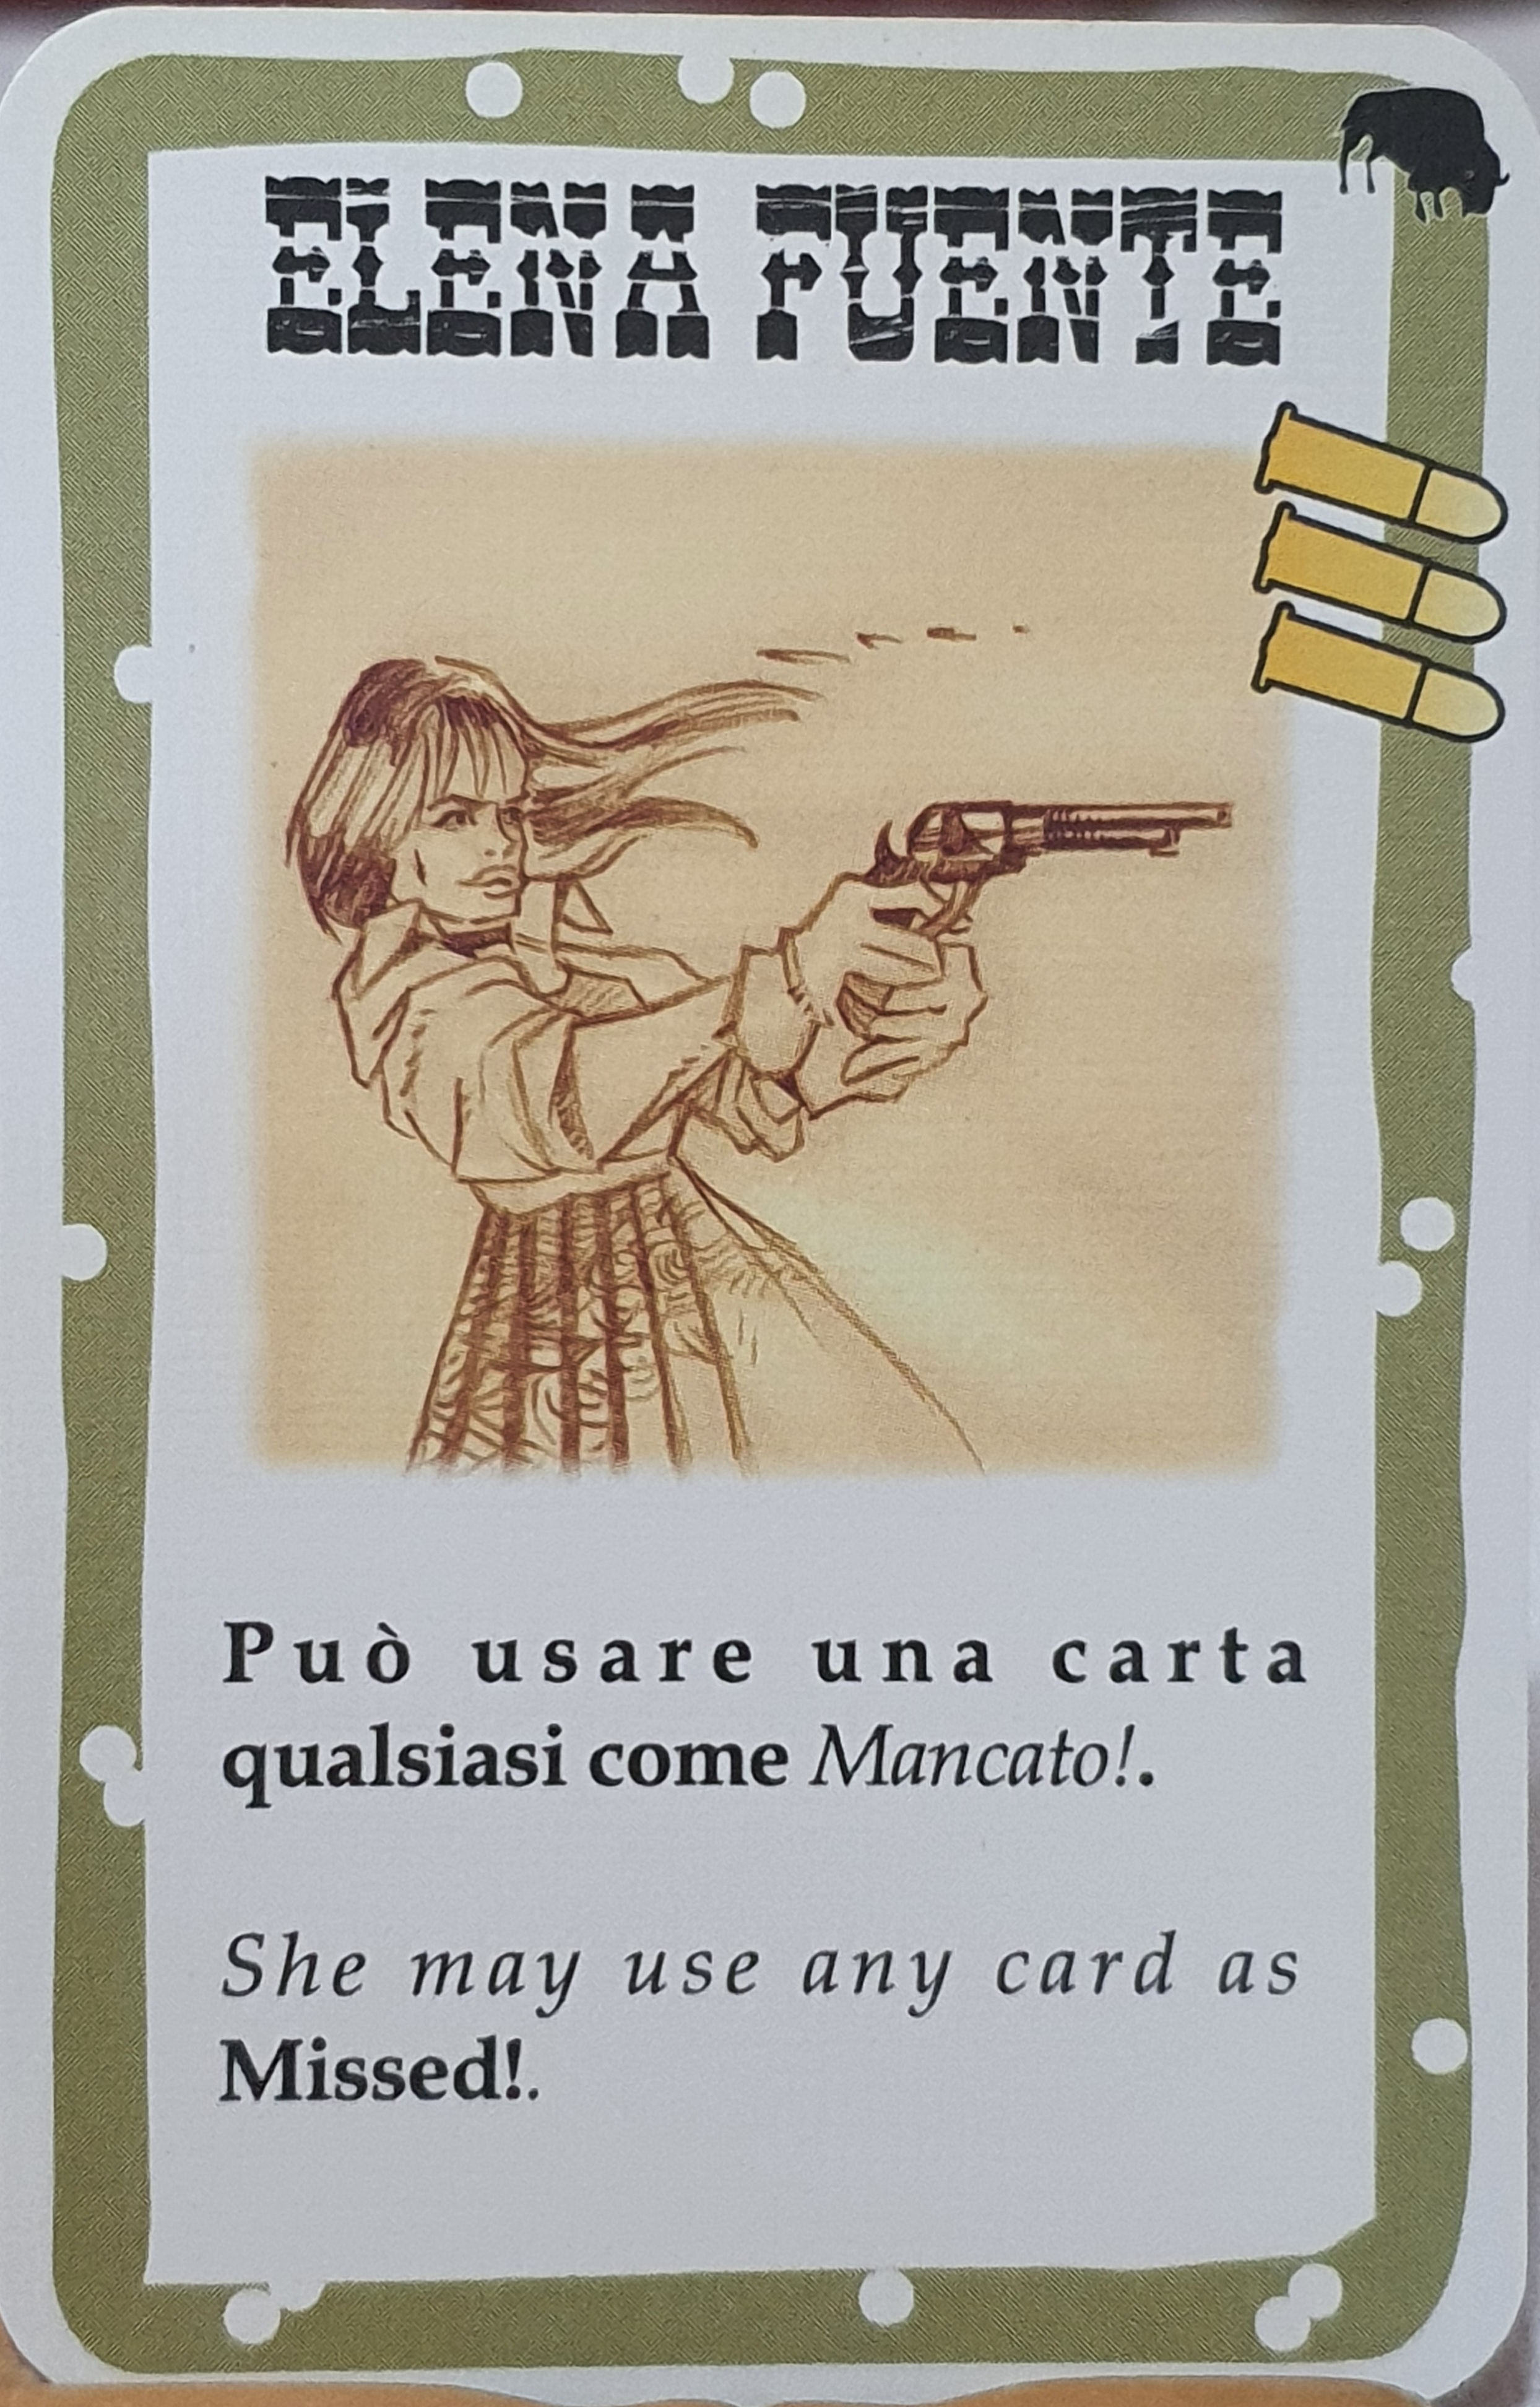 ELENA FUENTE
Può usare una carta
qualsiasi come Mancato!.
She may use any card as
Missed!.